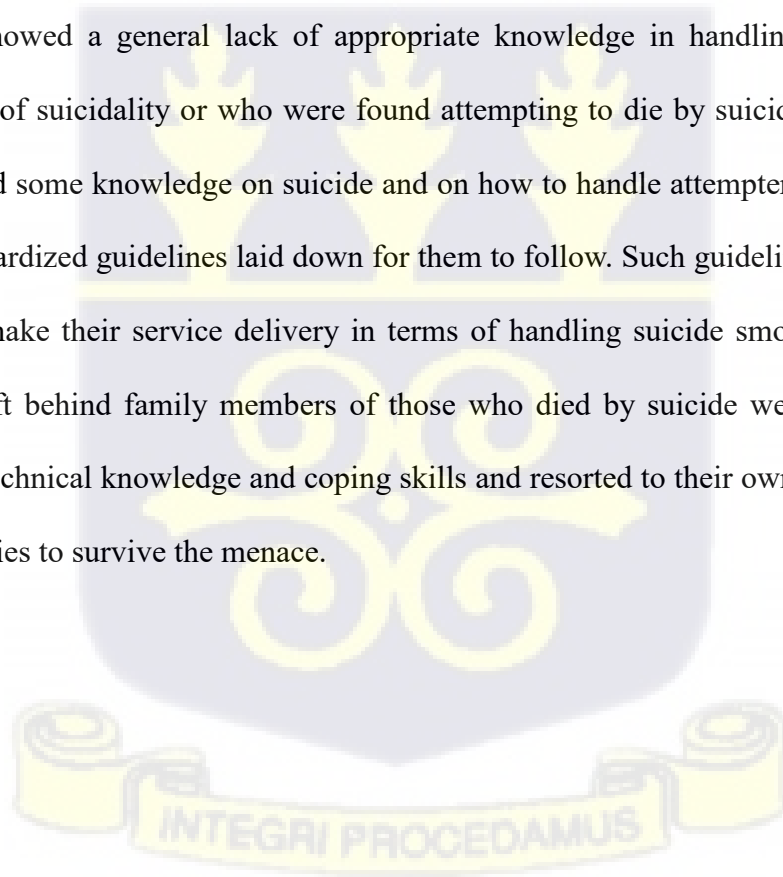 howed a general lack of appropriate knowledge in handlin
of suicidality or who were found attempting to die by suicid
d some knowledge on suicide and on how to handle attempter
ardized guidelines laid down for them to follow. Such guideli
make their service delivery in terms of handling suicide smo
ft behind family members of those who died by suicide we
chnical knowledge and coping skills and resorted to their own
ies to survive the menace.
INTEGRI PROCEDAMUS